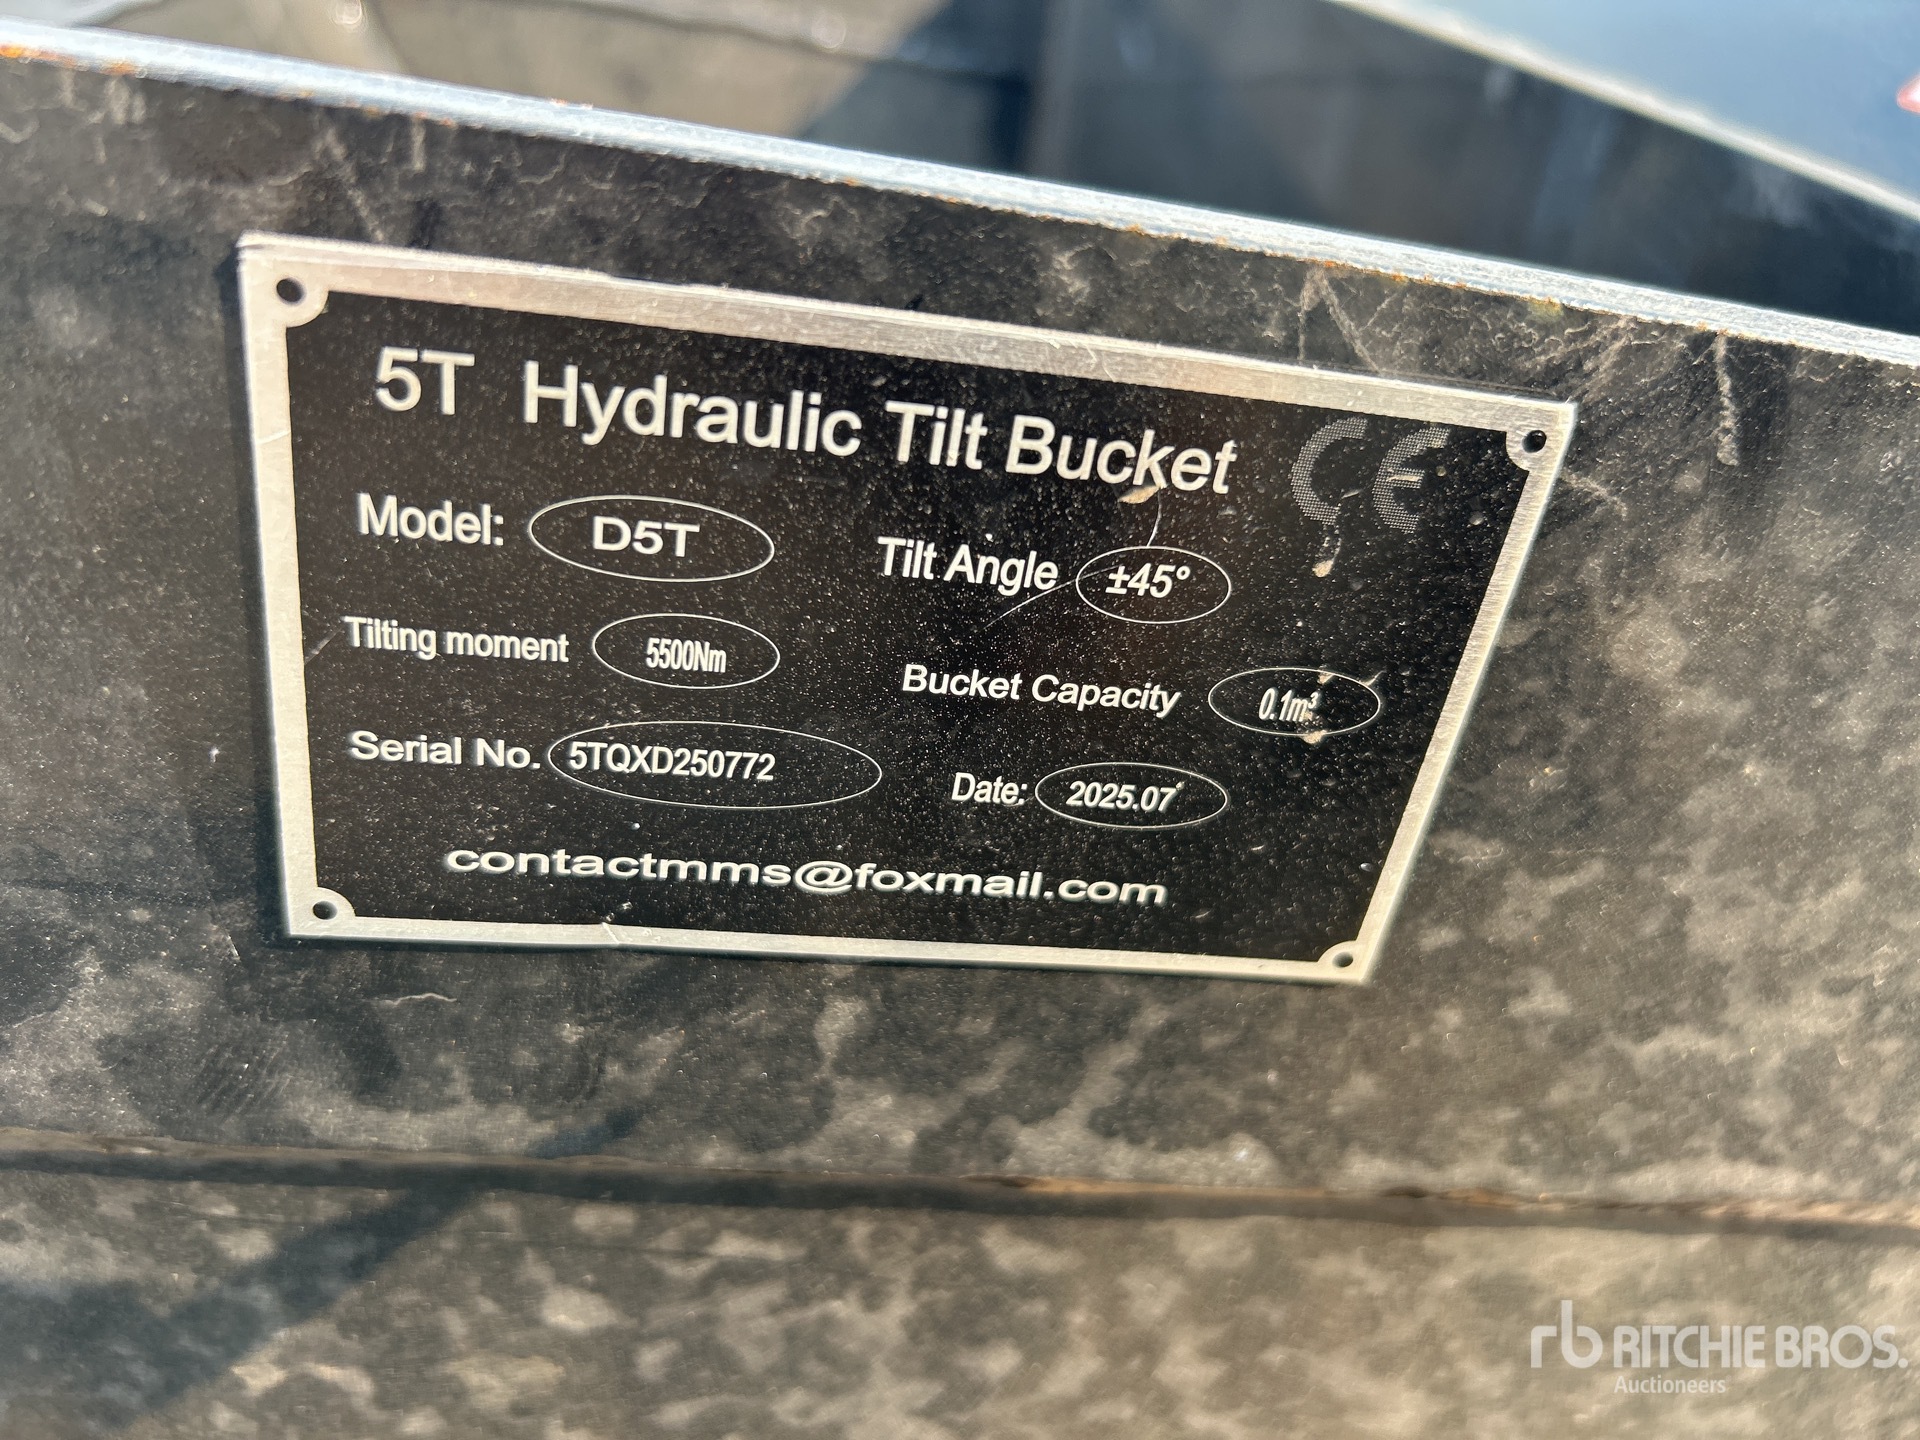 5T Hydraulic Tilt Bucket CE
Model: D5T Tilt Angle ±45°
Tilting moment 5500Nm Bucket Capacity 0.1m³
Serial No. 5TQXD250772 Date: 2025.07
contactmms@foxmail.com
rb RITCHIE BROS.
Auctioneers